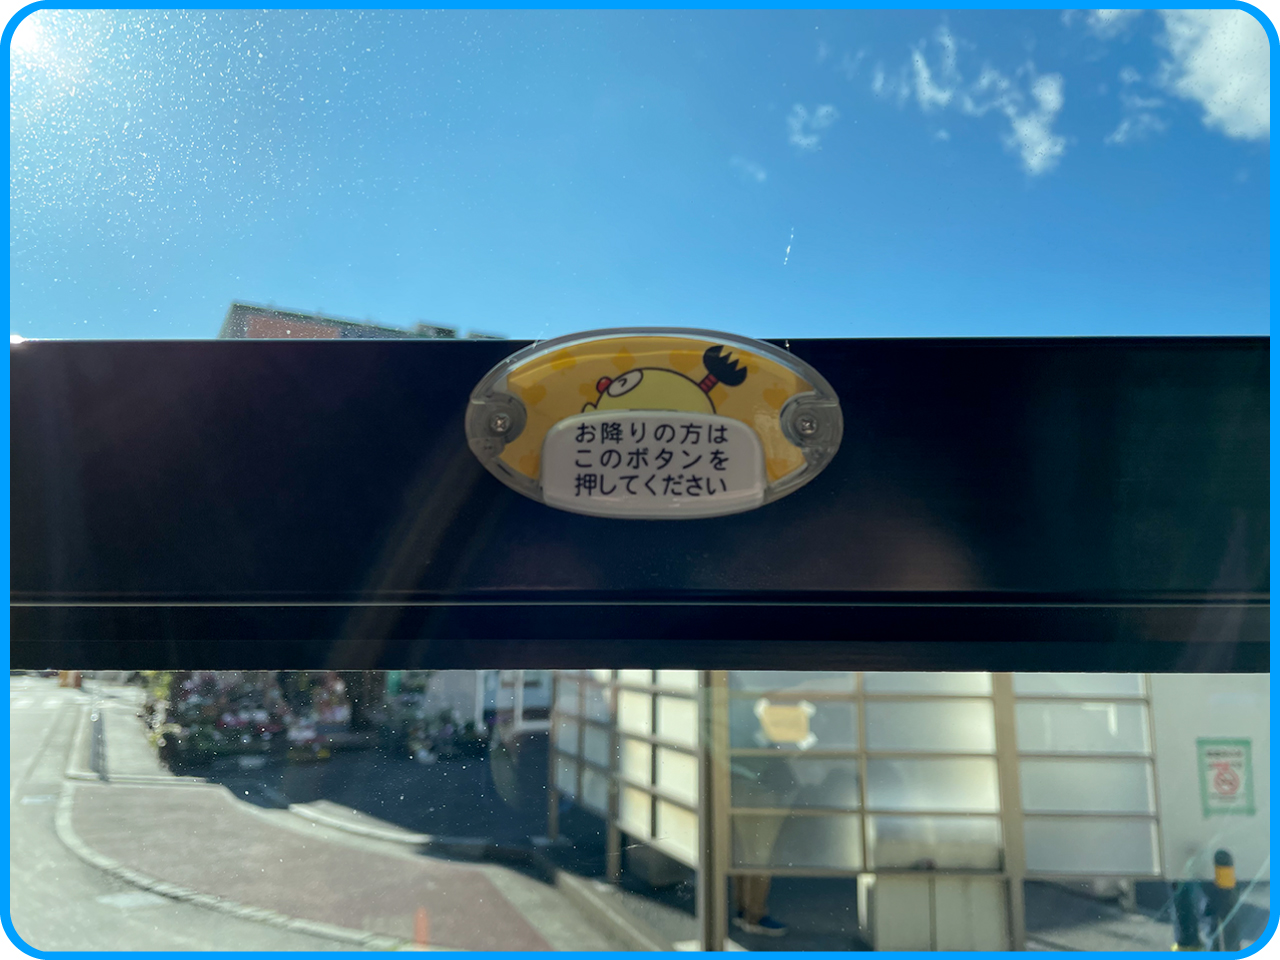 お降りの方は
このボタンを
押してください